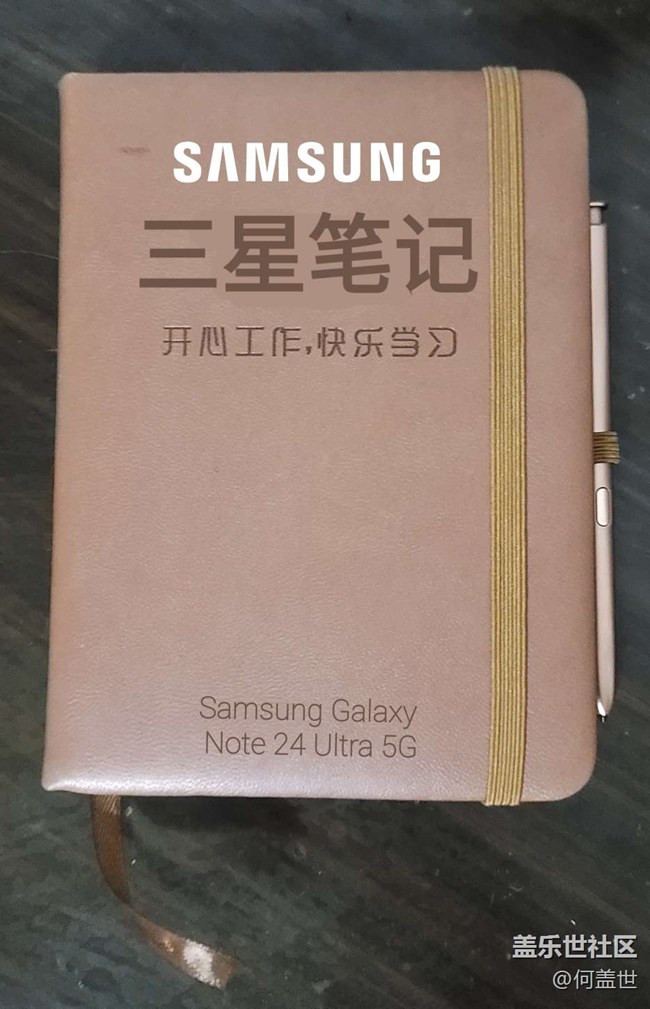 SAMSUNG
三星笔记
开心工作,快乐学习
Samsung Galaxy
Note 24 Ultra 5G
盖乐世社区
@何盖世